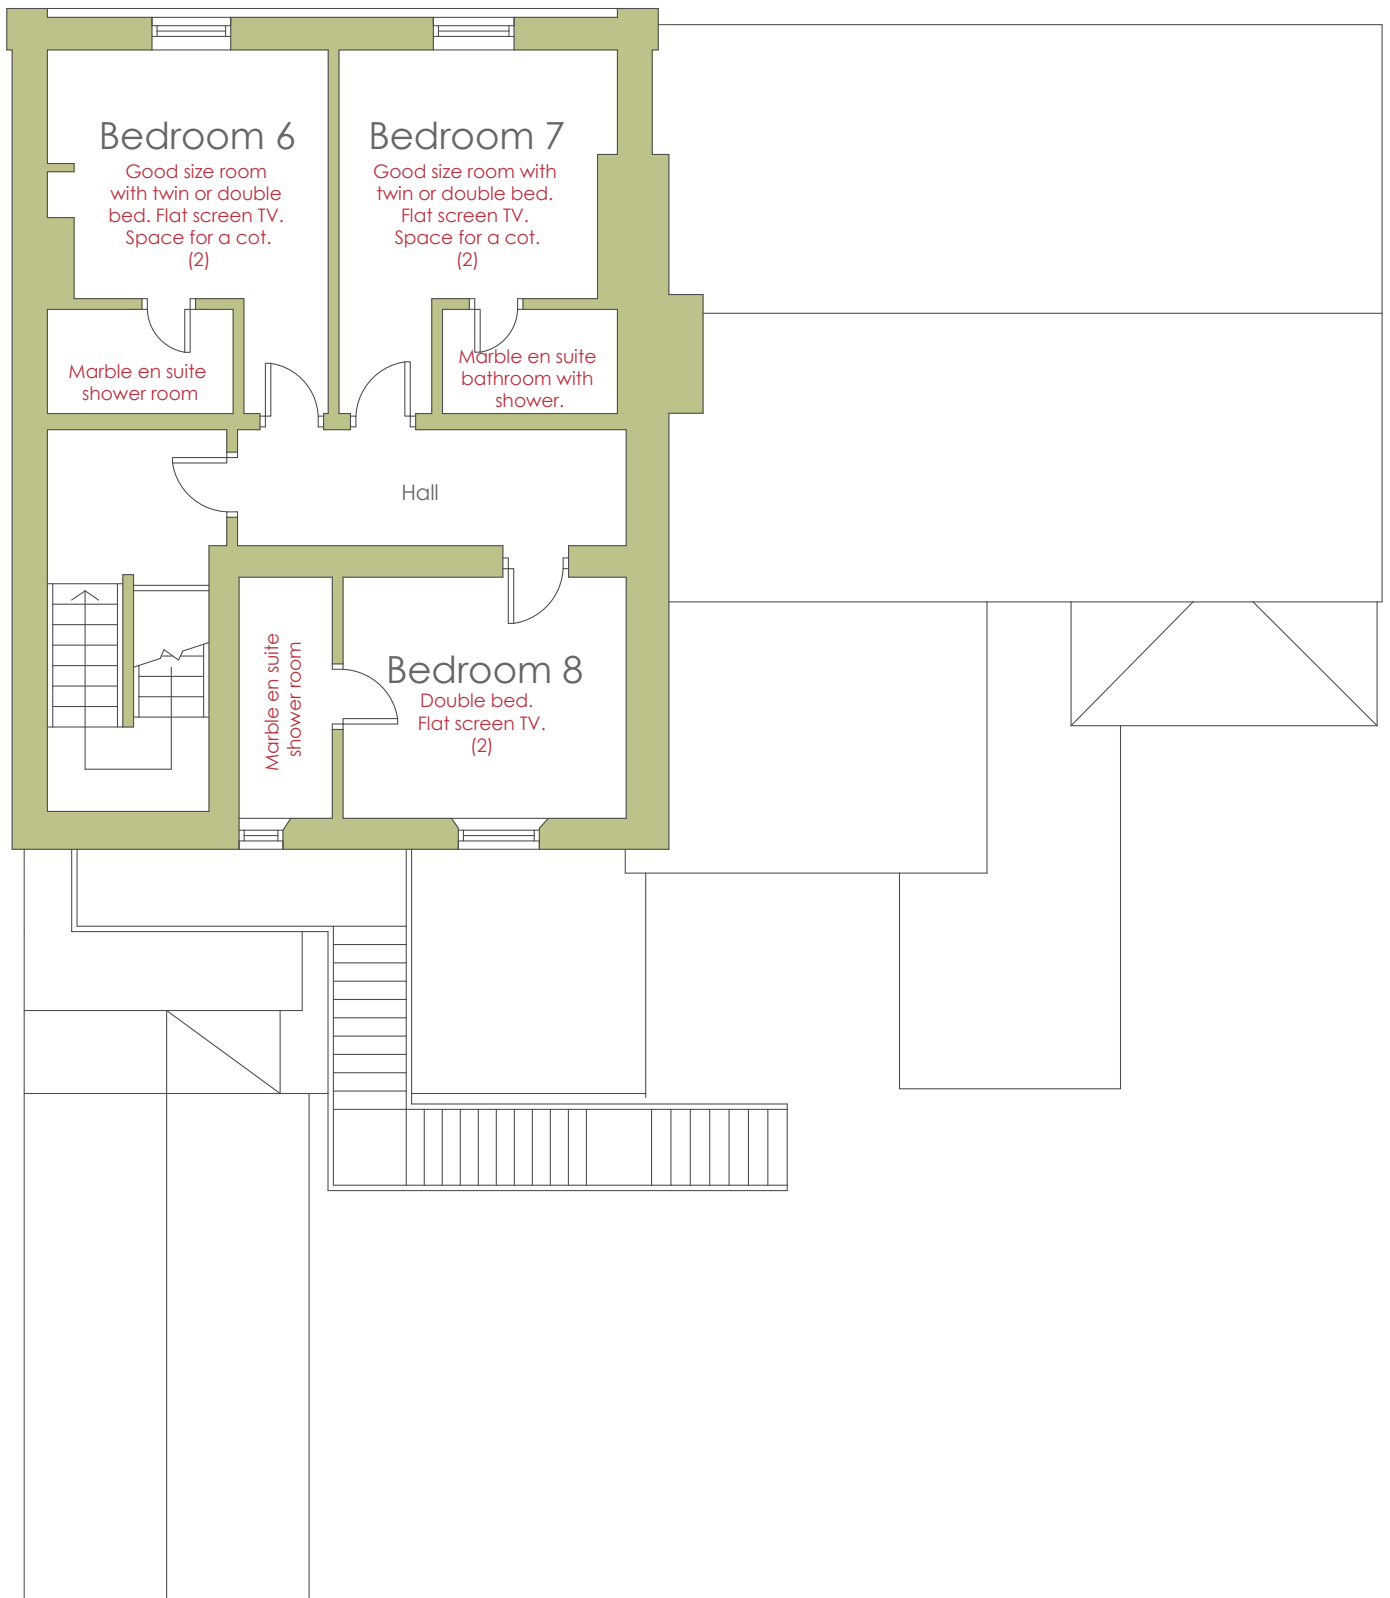 Bedroom 6
Good size room
with twin or double
bed. Flat screen TV.
Space for a cot.
(2)
Bedroom 7
Good size room with
twin or double bed.
Flat screen TV.
Space for a cot.
(2)
Marble en suite
shower room
Marble en suite
bathroom with
shower.
Hall
Marble en suite
shower room
Bedroom 8
Double bed.
Flat screen TV.
(2)